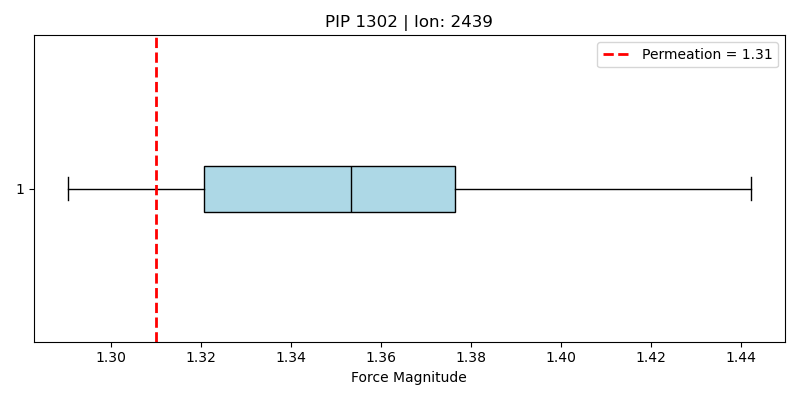 PIP 1302 | Ion: 2439
Permeation = 1.31
1
1.30 1.32 1.34 1.36 1.38 1.40 1.42 1.44
Force Magnitude